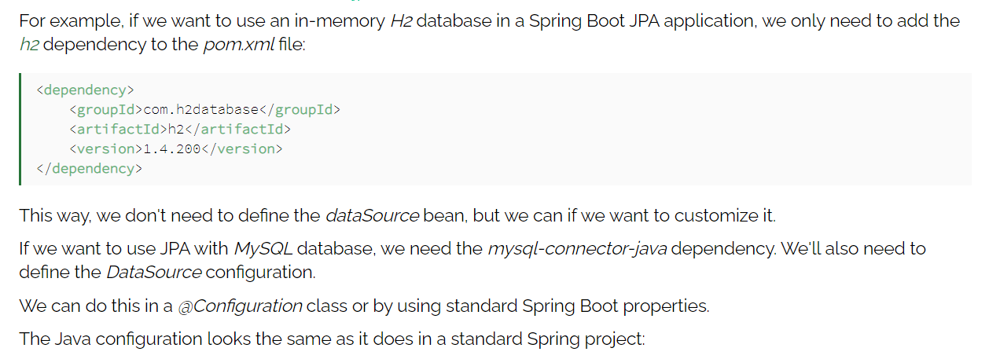 For example, if we want to use an in-memory H2 database in a Spring Boot JPA application, we only need to add the
h2 dependency to the pom.xml file:
<dependency>
    <groupId>com.h2database</groupId>
    <artifactId>h2</artifactId>
    <version>1.4.200</version>
</dependency>
This way, we don't need to define the dataSource bean, but we can if we want to customize it.
If we want to use JPA with MySQL database, we need the mysql-connector-java dependency. We'll also need to
define the DataSource configuration.
We can do this in a @Configuration class or by using standard Spring Boot properties.
The Java configuration looks the same as it does in a standard Spring project: